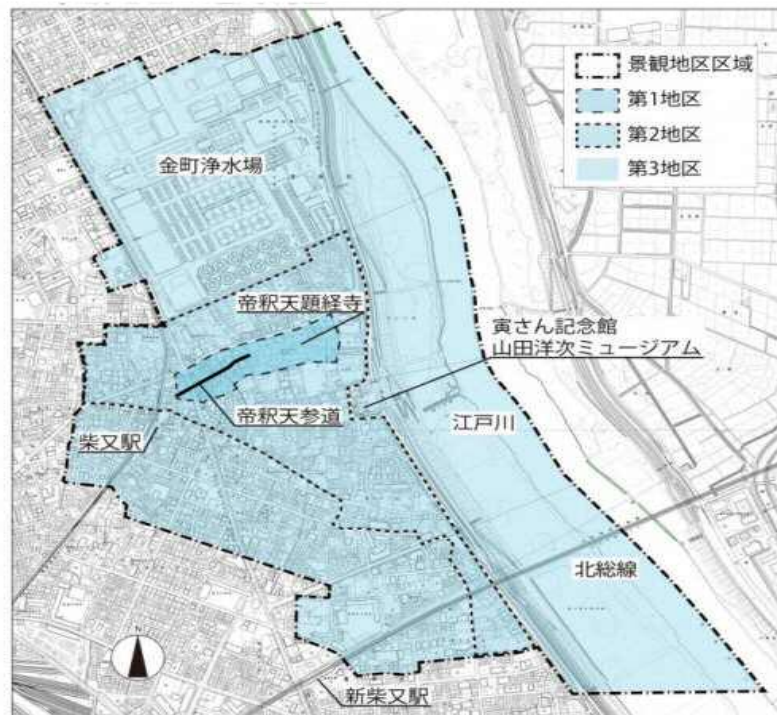 景観地区区域
第1地区
第2地区
第3地区
金町浄水場
帝釈天題経寺
寅さん記念館
山田洋次ミュージアム
帝釈天参道
江戸川
柴又駅
北総線
新柴又駅